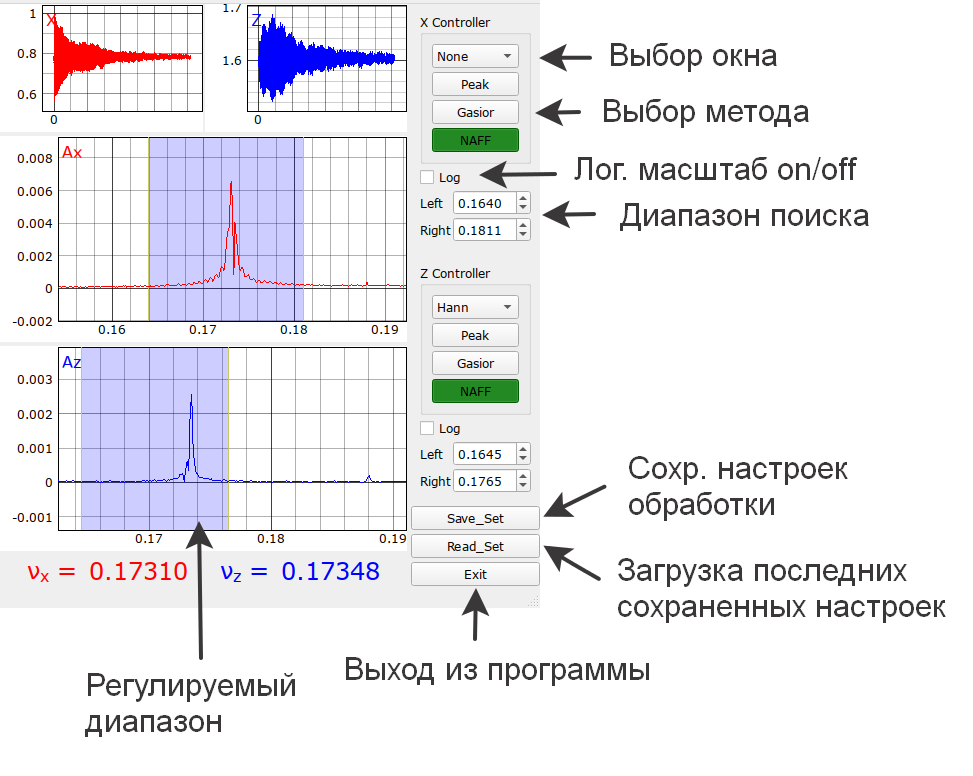 1
X
0.8
0.6
0
1.7
Z
1.6
0
X Controller
None
Peak
Gasior
NAFF
Log
Left 0.1640
Right 0.1811
Выбор окна
Выбор метода
Лог. масштаб on/off
Диапазон поиска
Ax
0.008
0.006
0.004
0.002
0
-0.002
0.16 0.17 0.18 0.19
Z Controller
Hann
Peak
Gasior
NAFF
Log
Left 0.1645
Right 0.1765
Az
0.003
0.002
0.001
0
-0.001
0.17 0.18 0.19
Save_Set
Read_Set
Exit
νx = 0.17310 νz = 0.17348
Сохр. настроек
обработки
Загрузка последних
сохраненных настроек
Выход из программы
Регулируемый
диапазон